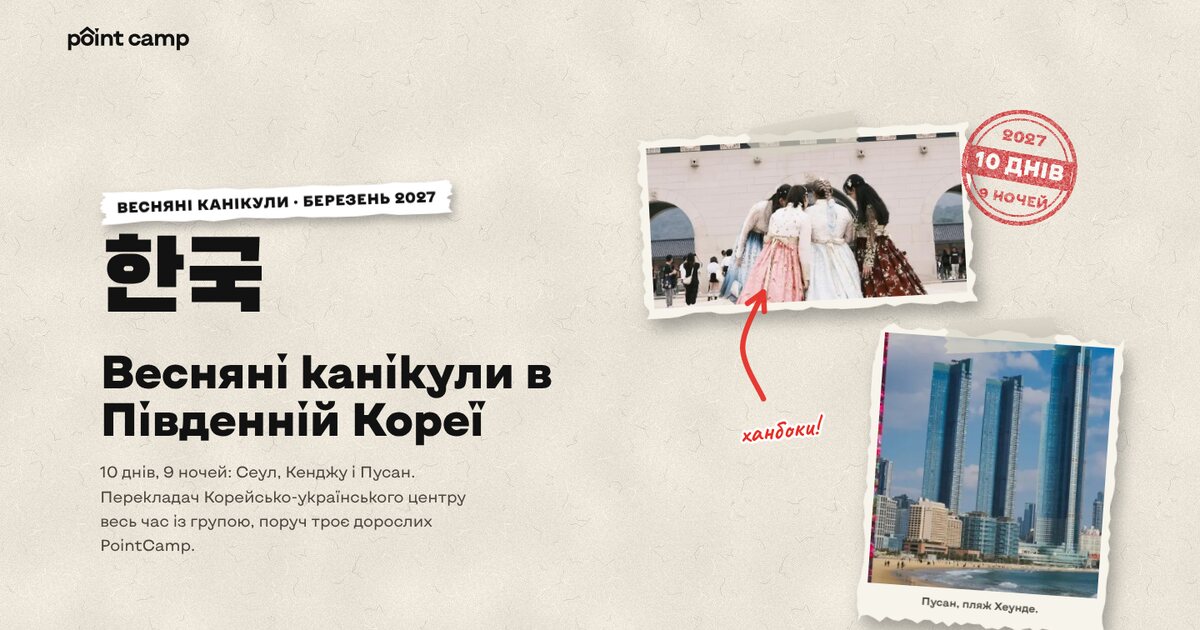 point camp
ВЕСНЯНІ КАНІКУЛИ · БЕРЕЗЕНЬ 2027
한국
Весняні канікули в
Південній Кореї
10 днів, 9 ночей: Сеул, Кенджу і Пусан.
Перекладач Корейсько-українського центру
весь час із групою, поруч троє дорослих
PointCamp.
2027
10 ДНІВ
9 НОЧЕЙ
ханбоки!
Пусан, пляж Хеунде.